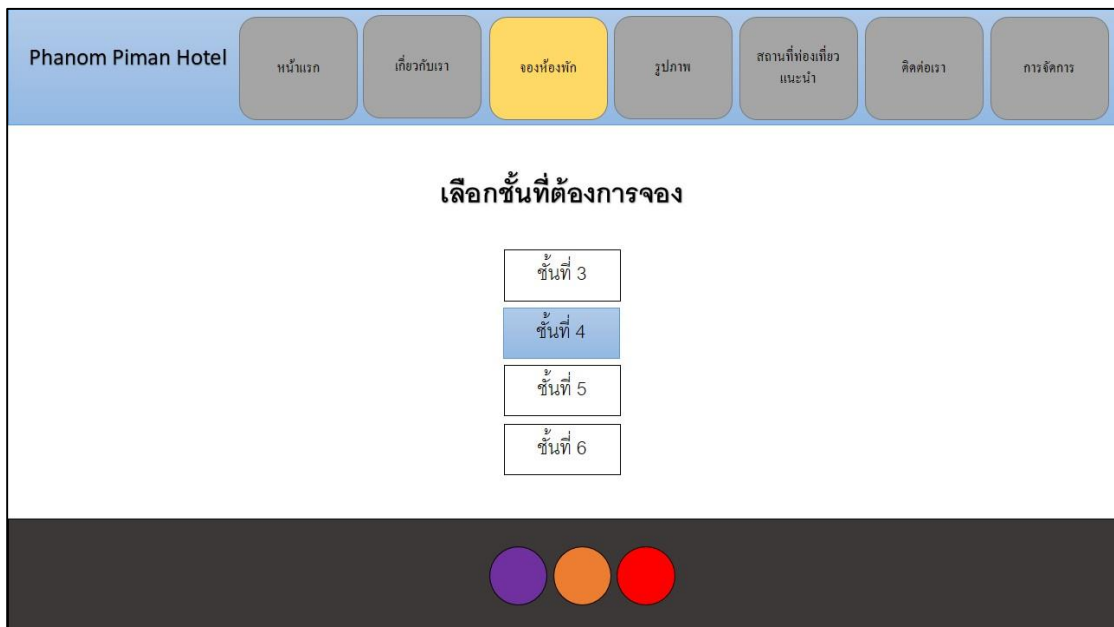 Phanom Piman Hotel
หน้าแรก
เกี่ยวกับเรา
จองห้องพัก
รูปภาพ
สถานที่ท่องเที่ยว
แนะนำ
ติดต่อเรา
การจัดการ
เลือกชั้นที่ต้องการจอง
ชั้นที่ 3
ชั้นที่ 4
ชั้นที่ 5
ชั้นที่ 6